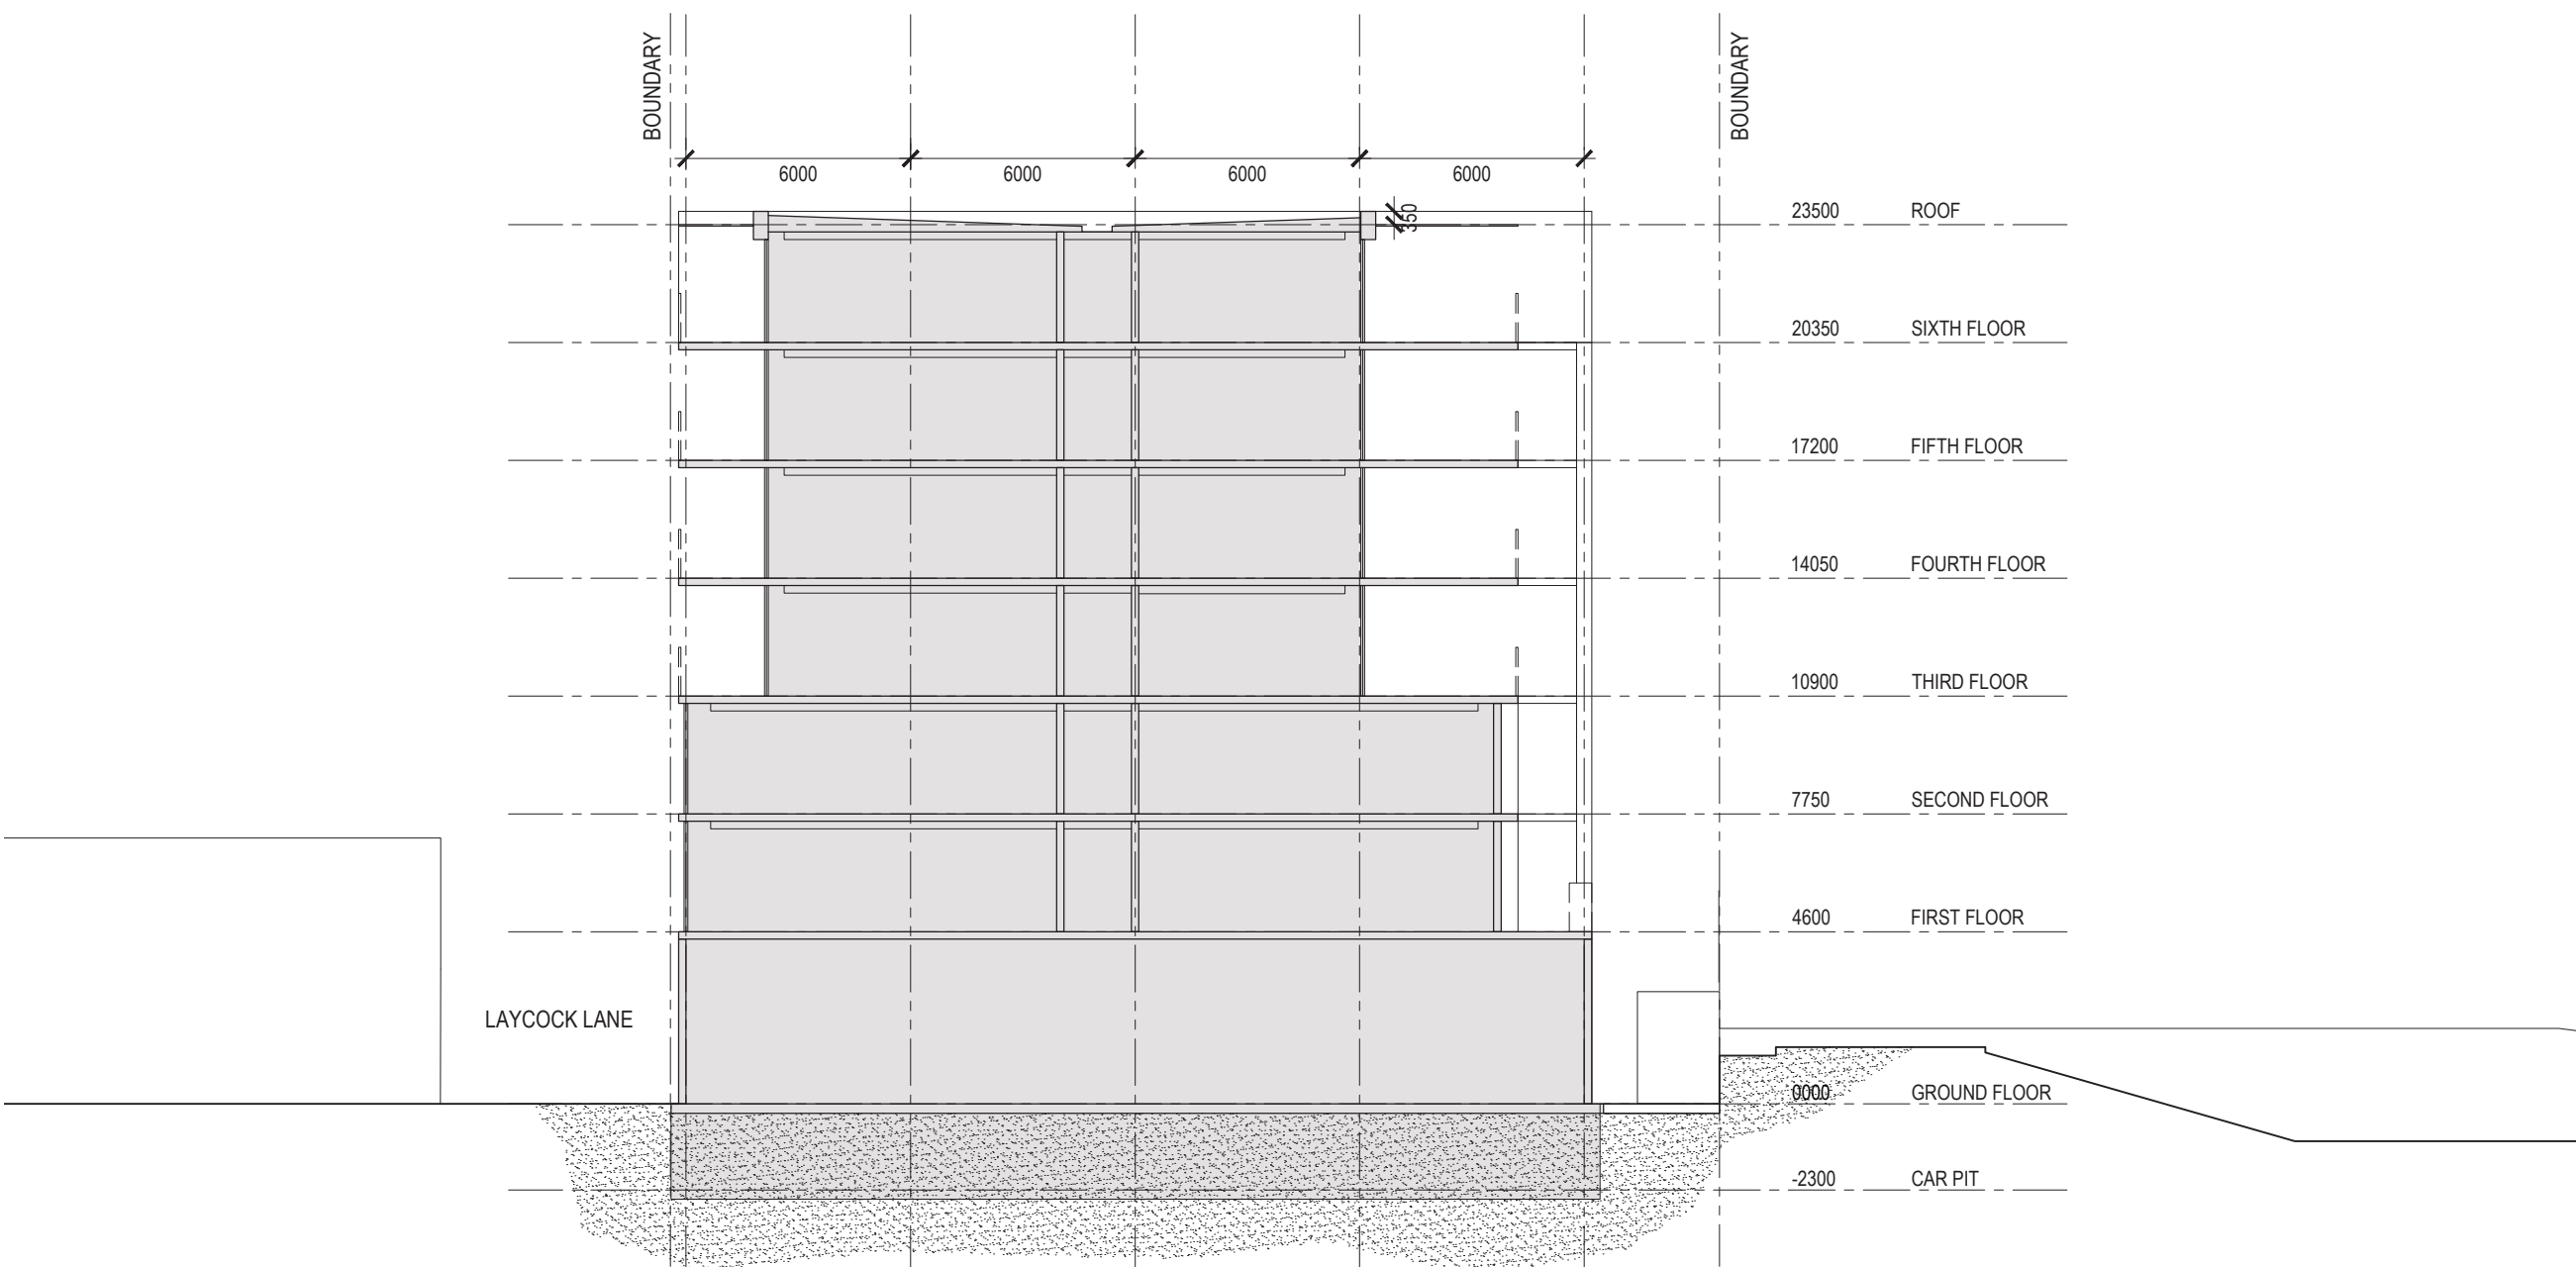 BOUNDARY
BOUNDARY
6000 6000 6000 6000
350
23500 ROOF
20350 SIXTH FLOOR
17200 FIFTH FLOOR
14050 FOURTH FLOOR
10900 THIRD FLOOR
7750 SECOND FLOOR
4600 FIRST FLOOR
LAYCOCK LANE
0000 GROUND FLOOR
-2300 CAR PIT